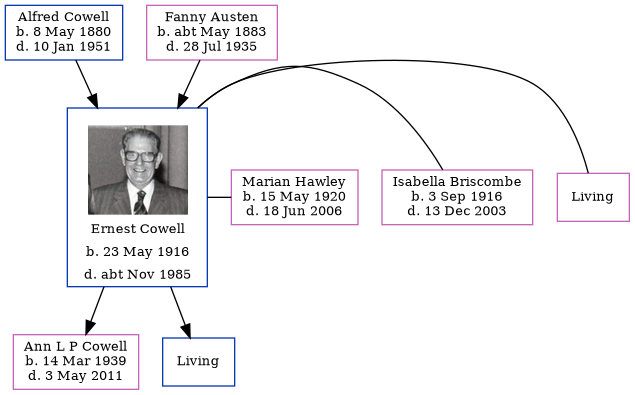 Alfred Cowell
b. 8 May 1880
d. 10 Jan 1951
Fanny Austen
b. abt May 1883
d. 28 Jul 1935
Ernest Cowell
b. 23 May 1916
d. abt Nov 1985
Marian Hawley
b. 15 May 1920
d. 18 Jun 2006
Isabella Briscombe
b. 3 Sep 1916
d. 13 Dec 2003
Living
Ann L P Cowell
b. 14 Mar 1939
d. 3 May 2011
Living